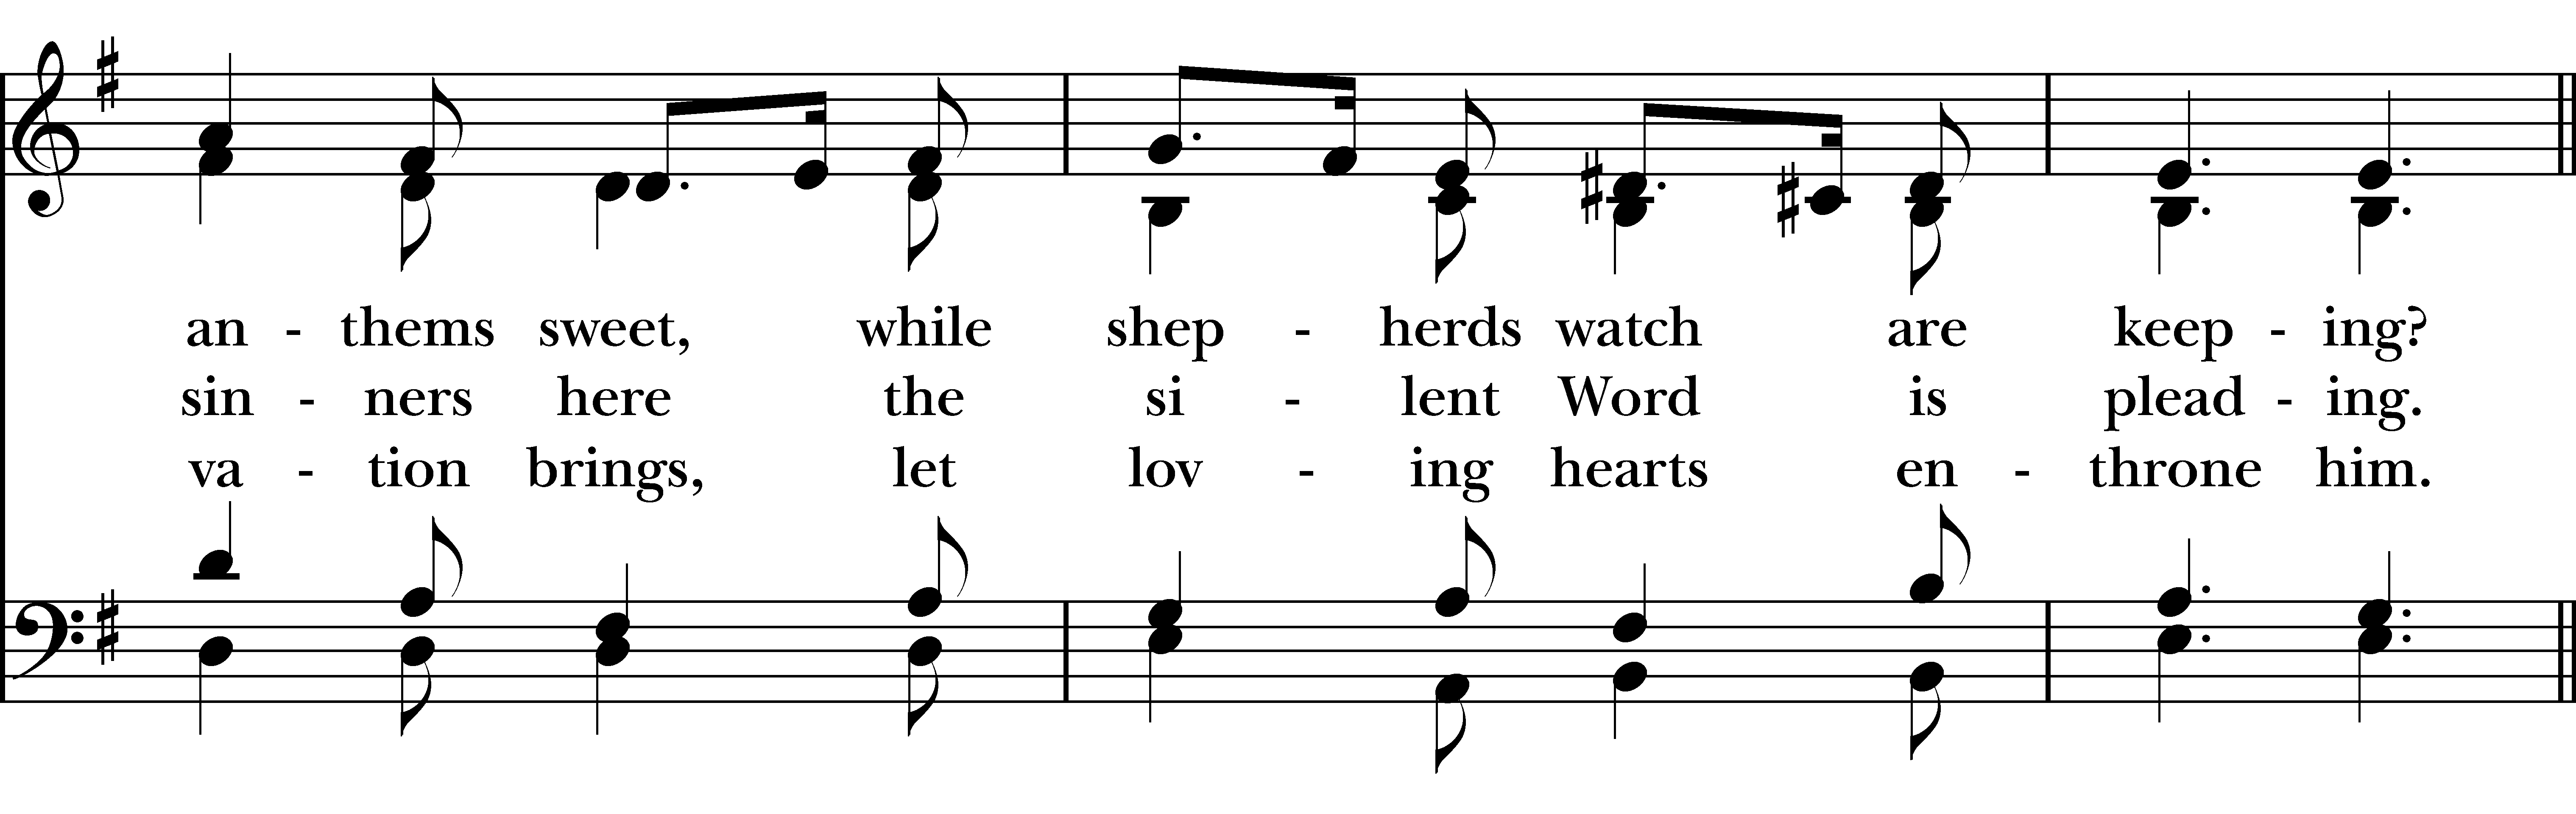 an - thems sweet, while shep - herds watch are keep - ing?
sin - ners here the si - lent Word is plead - ing.
va - tion brings, let lov - ing hearts en - throne him.